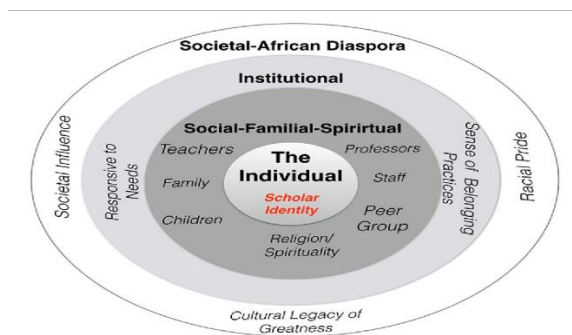 Societal-African Diaspora
Institutional
Social-Familial-Spirirtual
Teachers
Professors
The
Individual
Scholar
Identity
Family
Staff
Children
Peer
Group
Religion/
Spirituality
Responsive to
Needs
Sense of Belonging
Practices
Societal Influence
Racial Pride
Cultural Legacy of
Greatness